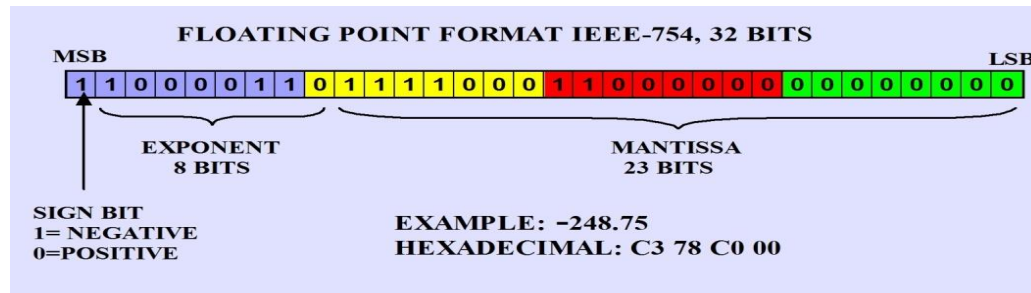 FLOATING POINT FORMAT IEEE-754, 32 BITS
MSB LSB
1 1 0 0 0 0 1 1 0 1 1 1 1 0 0 0 1 1 0 0 0 0 0 0 0 0 0 0 0 0 0 0
EXPONENT
8 BITS
MANTISSA
23 BITS
SIGN BIT
1= NEGATIVE
0=POSITIVE
EXAMPLE: -248.75
HEXADECIMAL: C3 78 C0 00